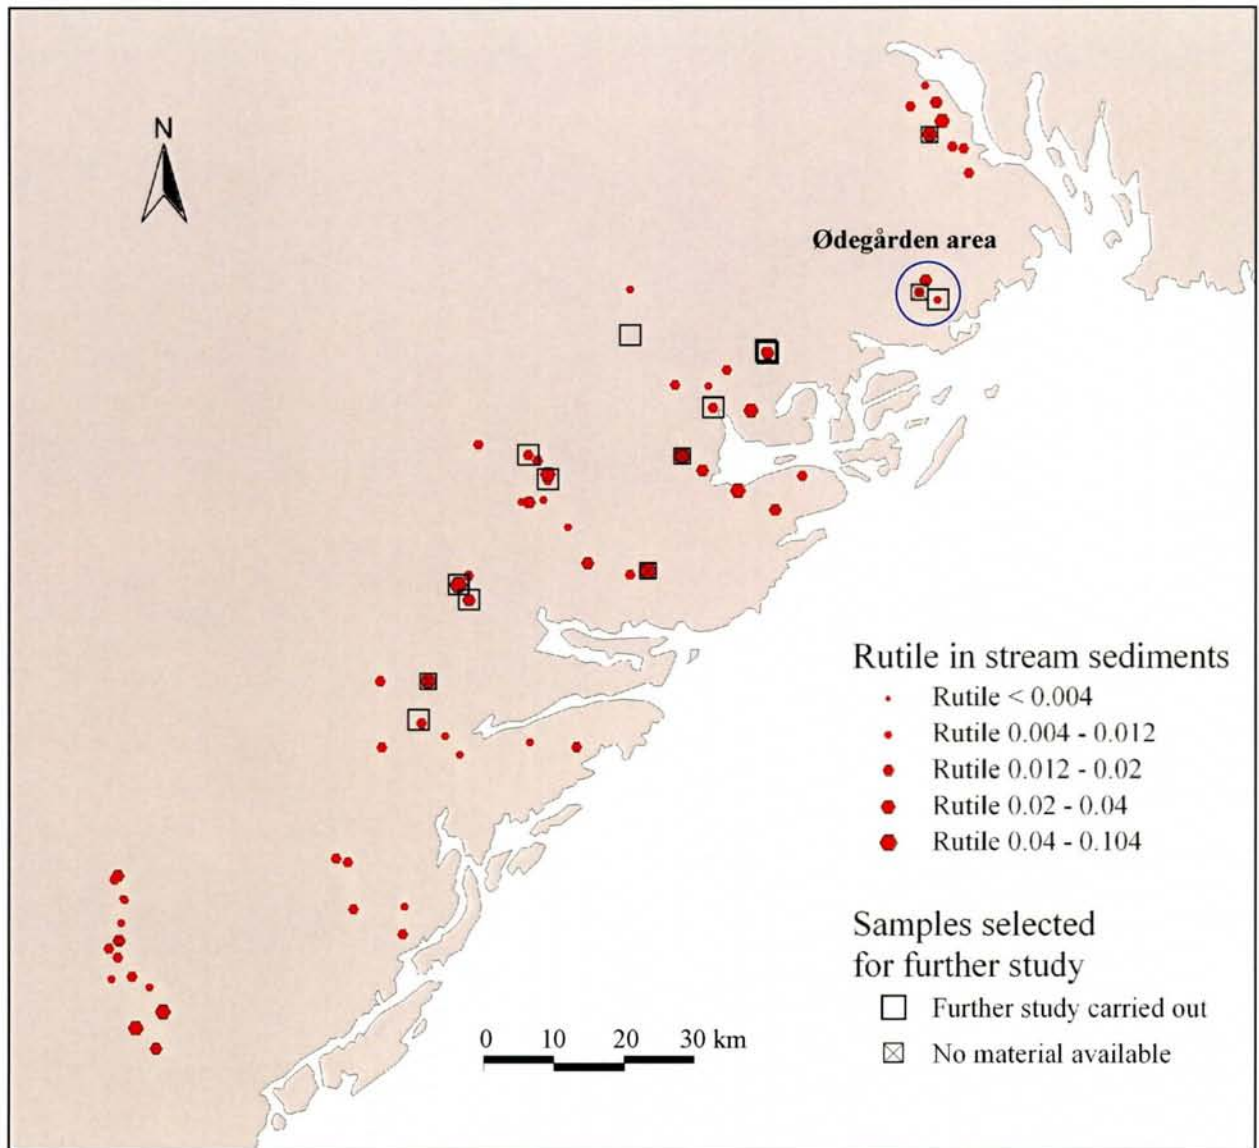 N
Ødegården area
Rutile in stream sediments
Rutile < 0.004
Rutile 0.004 - 0.012
Rutile 0.012 - 0.02
Rutile 0.02 - 0.04
Rutile 0.04 - 0.104
Samples selected
for further study
Further study carried out
No material available
0 10 20 30 km